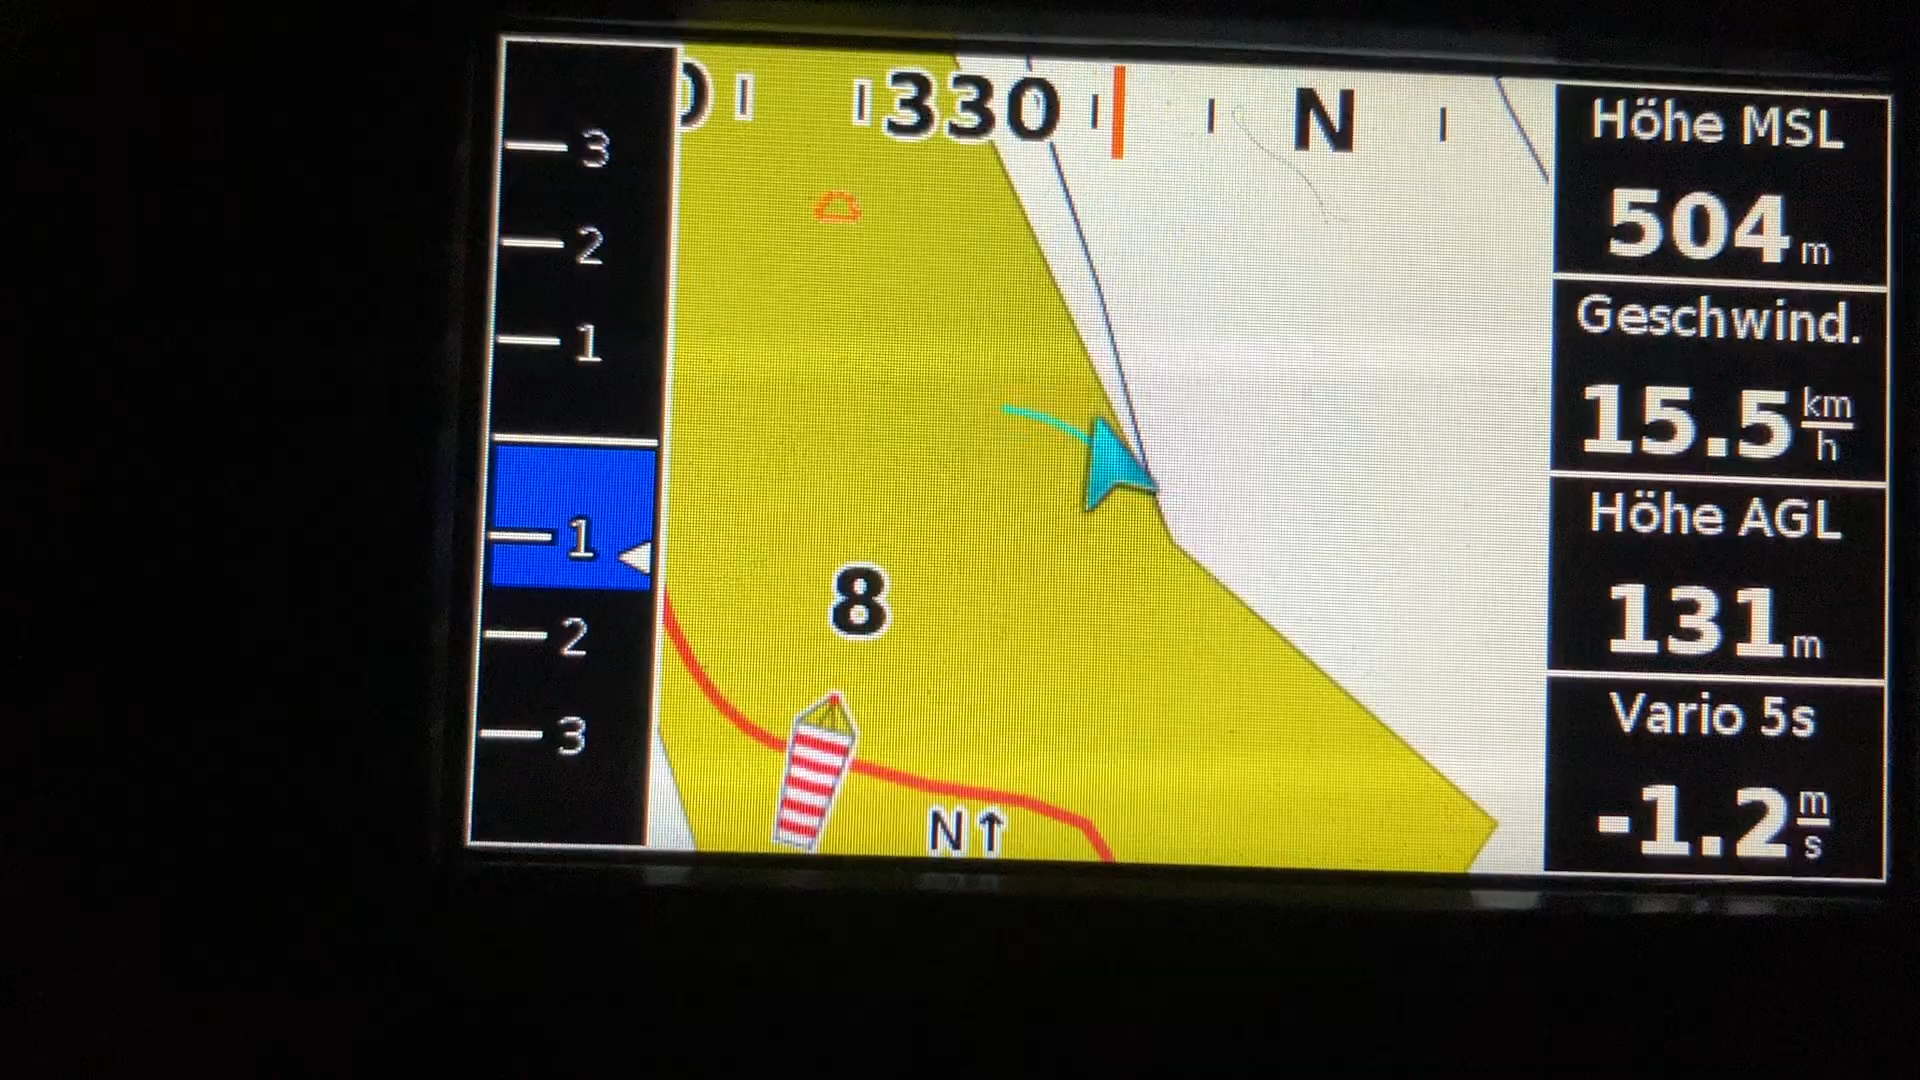 330 N
3
2
1
1
2
3
8
N↑
Höhe MSL
504 m
Geschwind.
15.5 km/h
Höhe AGL
131 m
Vario 5s
-1.2 m/s